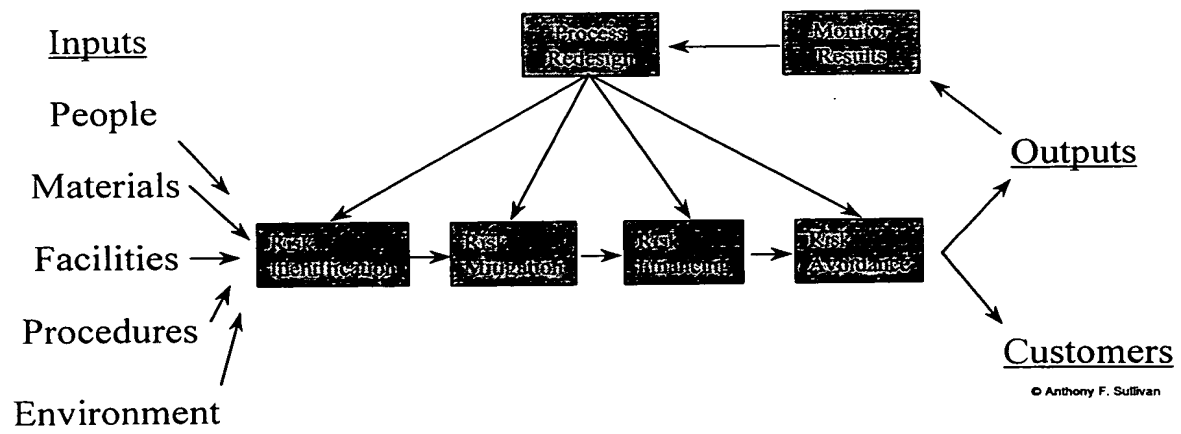 Inputs
People
Materials
Facilities
Procedures
Environment
Process
Redesign
Monitor
Results
Risk
Identification
Risk
Mitigation
Risk
Financing
Risk
Avoidance
Outputs
Customers
© Anthony F. Sullivan